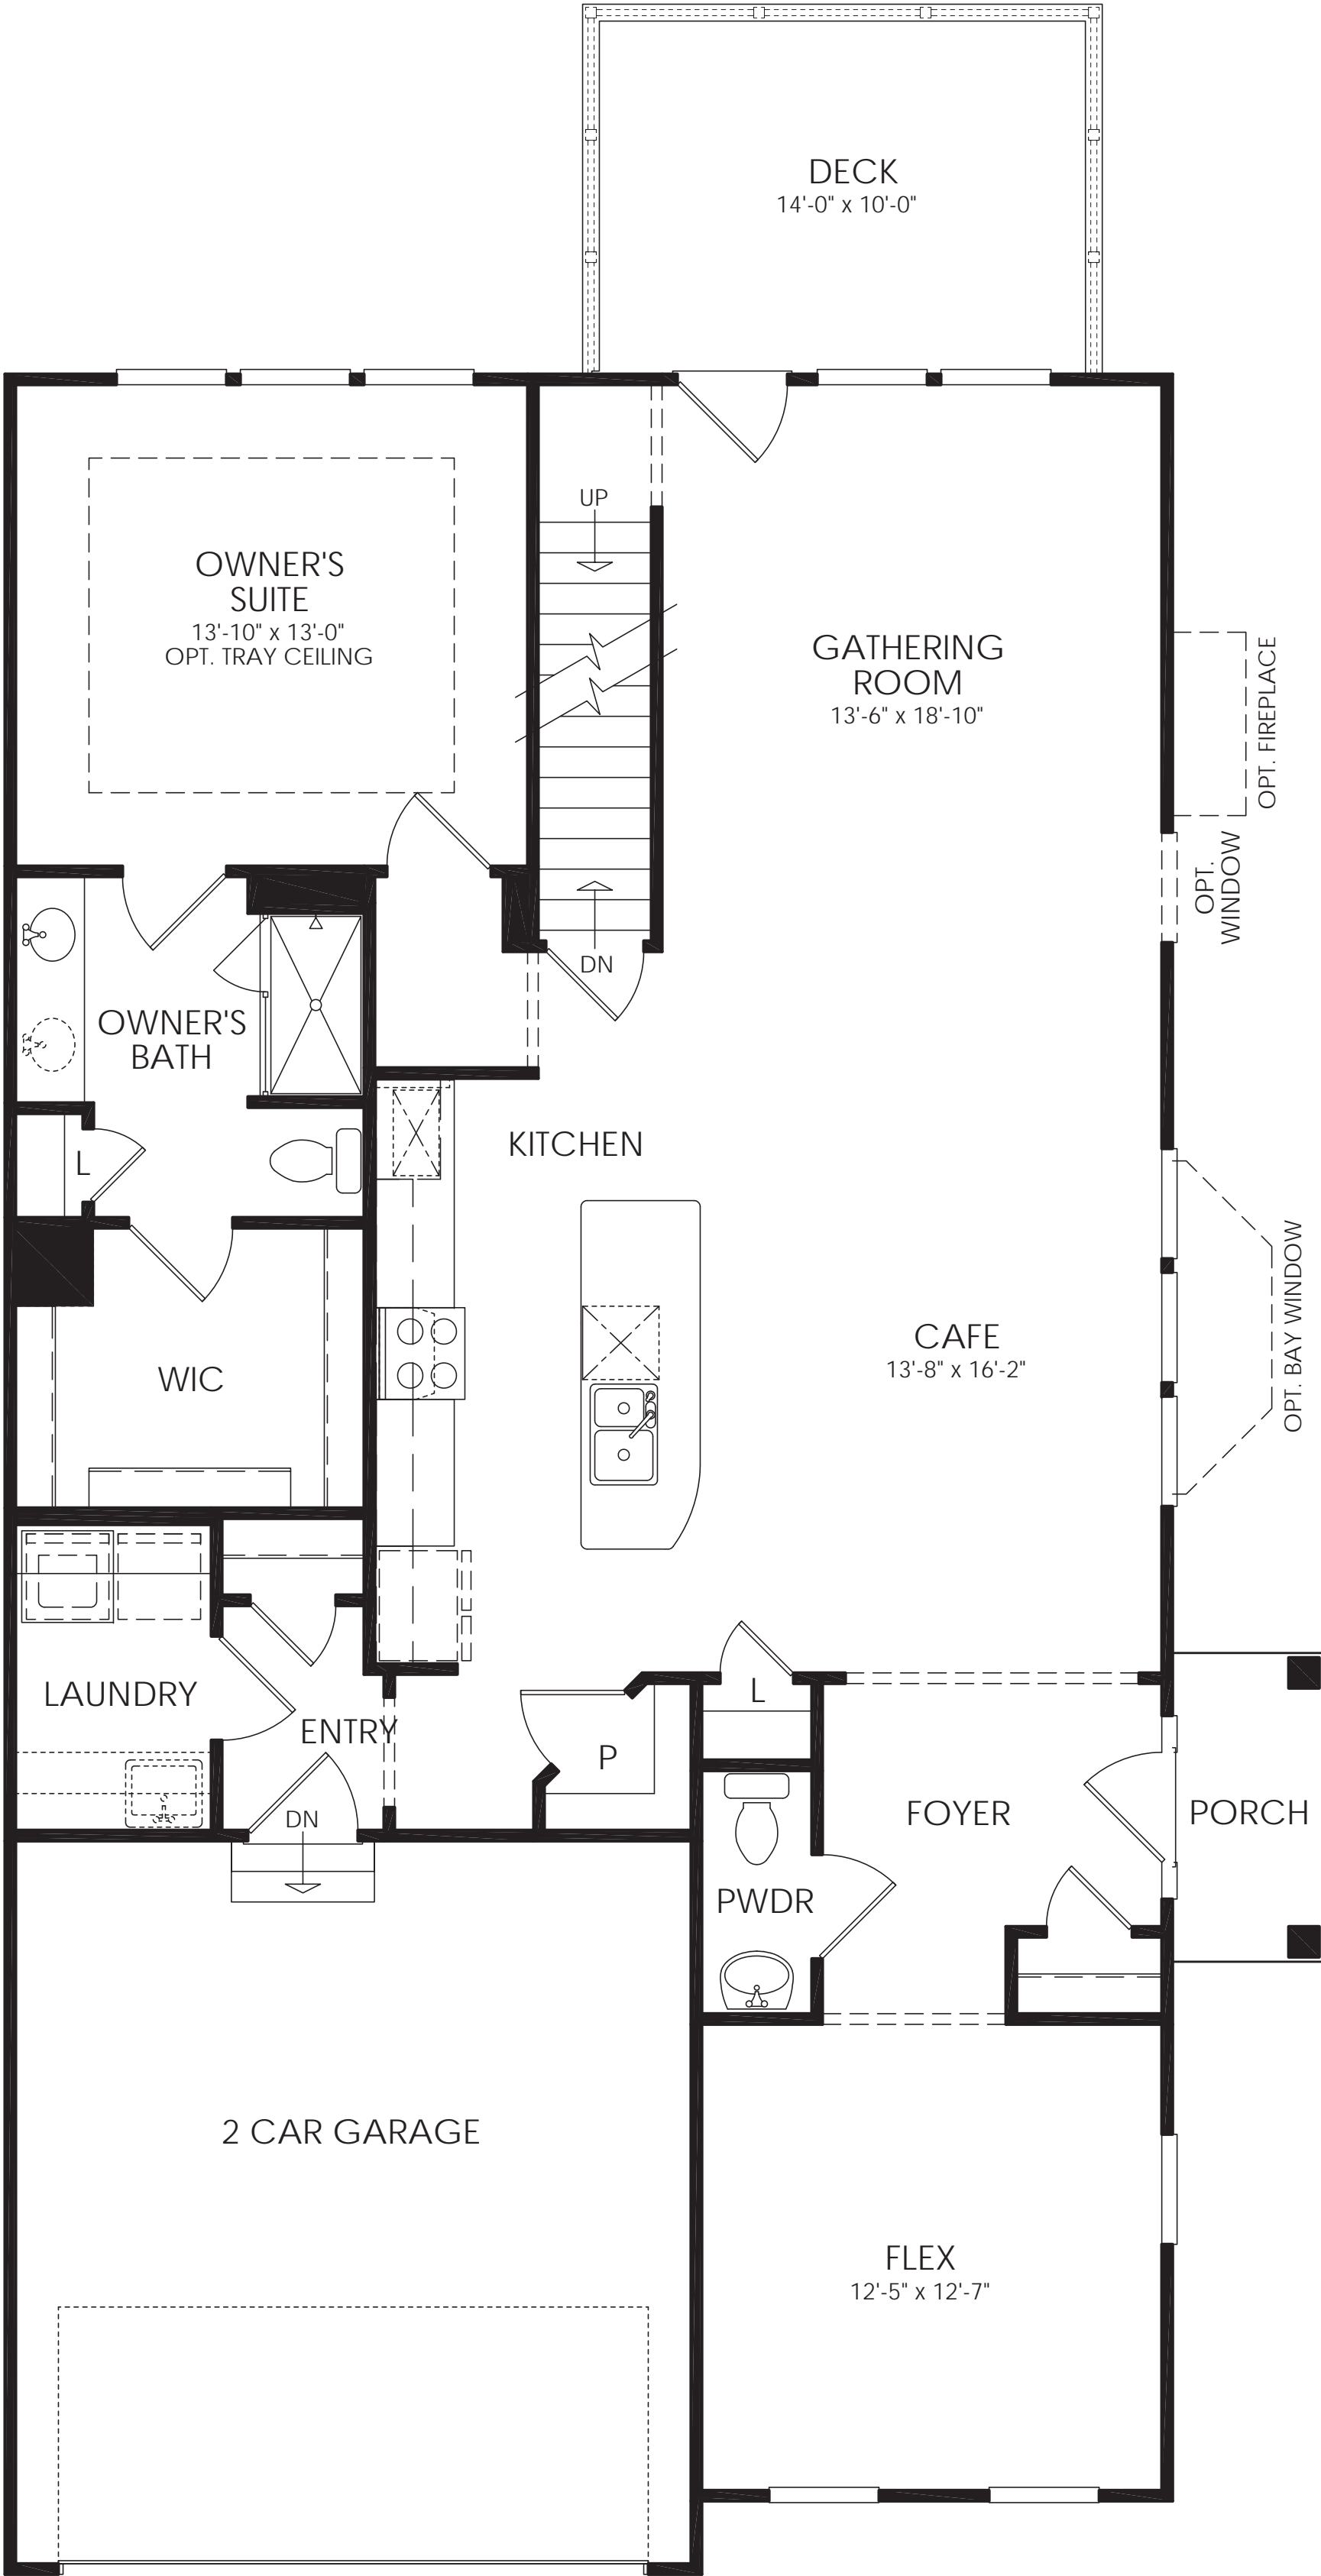 DECK
14'-0" x 10'-0"
UP
OWNER'S
SUITE
13'-10" x 13'-0"
OPT. TRAY CEILING
GATHERING
ROOM
13'-6" x 18'-10"
OPT. FIREPLACE
OPT.
WINDOW
DN
OWNER'S
BATH
KITCHEN
L
CAFE
13'-8" x 16'-2"
OPT. BAY WINDOW
WIC
LAUNDRY
ENTRY
L
P
DN
FOYER
PORCH
PWDR
2 CAR GARAGE
FLEX
12'-5" x 12'-7"